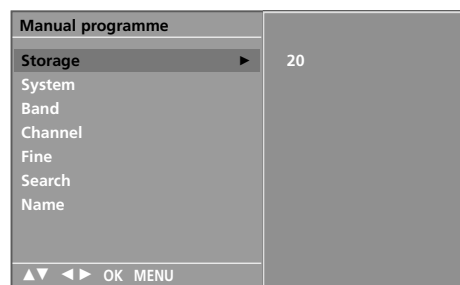 Manual programme
Storage ► 20
System
Band
Channel
Fine
Search
Name
▲▼ ◄► OK MENU